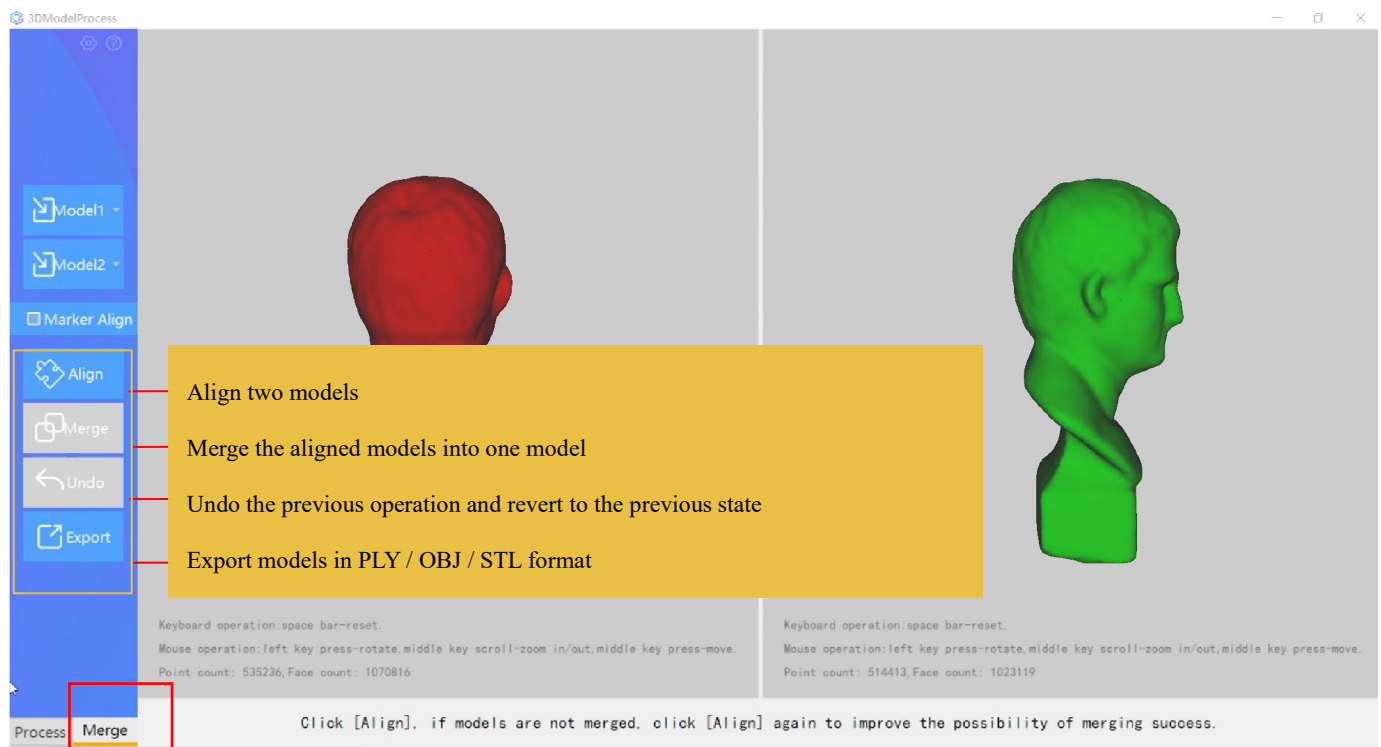 3DModelProcess
Model1
Model2
Marker Align
Align
Merge
Undo
Export
Align two models
Merge the aligned models into one model
Undo the previous operation and revert to the previous state
Export models in PLY / OBJ / STL format
Keyboard operation:space bar-reset.
Mouse operation:left key press-rotate,middle key scroll-zoom in/out,middle key press-move.
Point count: 535236,Face count: 1070816
Keyboard operation:space bar-reset.
Mouse operation:left key press-rotate,middle key scroll-zoom in/out,middle key press-move.
Point count: 514413,Face count: 1023119
Process Merge
Click [Align], if models are not merged, click [Align] again to improve the possibility of merging success.